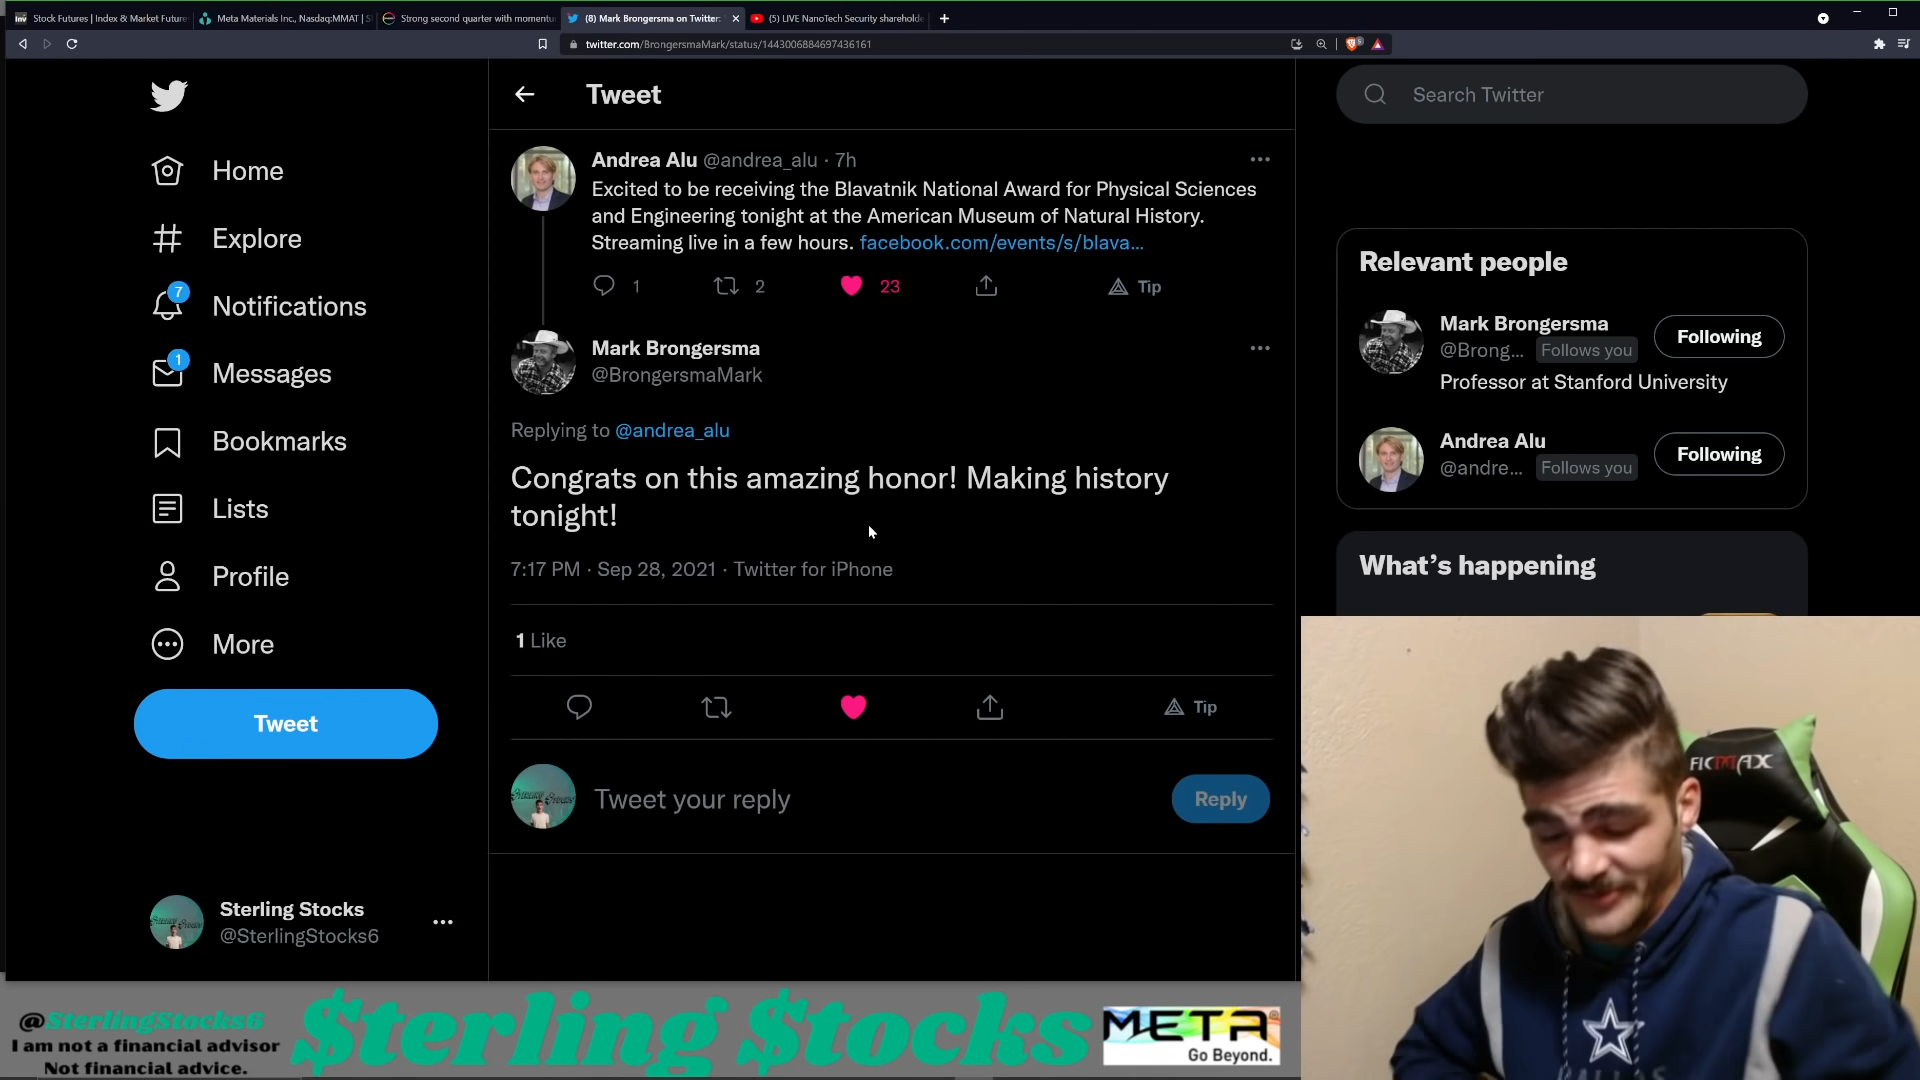 Stock Futures | Index & Market Future
Meta Materials Inc., Nasdaq:MMAT | S
Strong second quarter with momentu
(8) Mark Brongersma on Twitter:
(5) LIVE NanoTech Security sharehold
twitter.com/BrongersmaMark/status/1443006884697436161
Tweet
Search Twitter
Home
Explore
7
Notifications
1
Messages
Bookmarks
Lists
Profile
More
Tweet
Sterling Stocks
@SterlingStocks6
Andrea Alu @andrea_alu · 7h
Excited to be receiving the Blavatnik National Award for Physical Sciences
and Engineering tonight at the American Museum of Natural History.
Streaming live in a few hours. facebook.com/events/s/blava...
1 2 23 Tip
Mark Brongersma
@BrongersmaMark
Replying to @andrea_alu
Congrats on this amazing honor! Making history
tonight!
7:17 PM · Sep 28, 2021 · Twitter for iPhone
1 Like
Tip
Tweet your reply
Reply
Relevant people
Mark Brongersma
@Brong... Follows you
Following
Professor at Stanford University
Andrea Alu
@andre... Follows you
Following
What's happening
FICMAX
DALLAS
@SterlingStocks6
I am not a financial advisor
Not financial advice.
$terling $tocks
META®
Go Beyond.